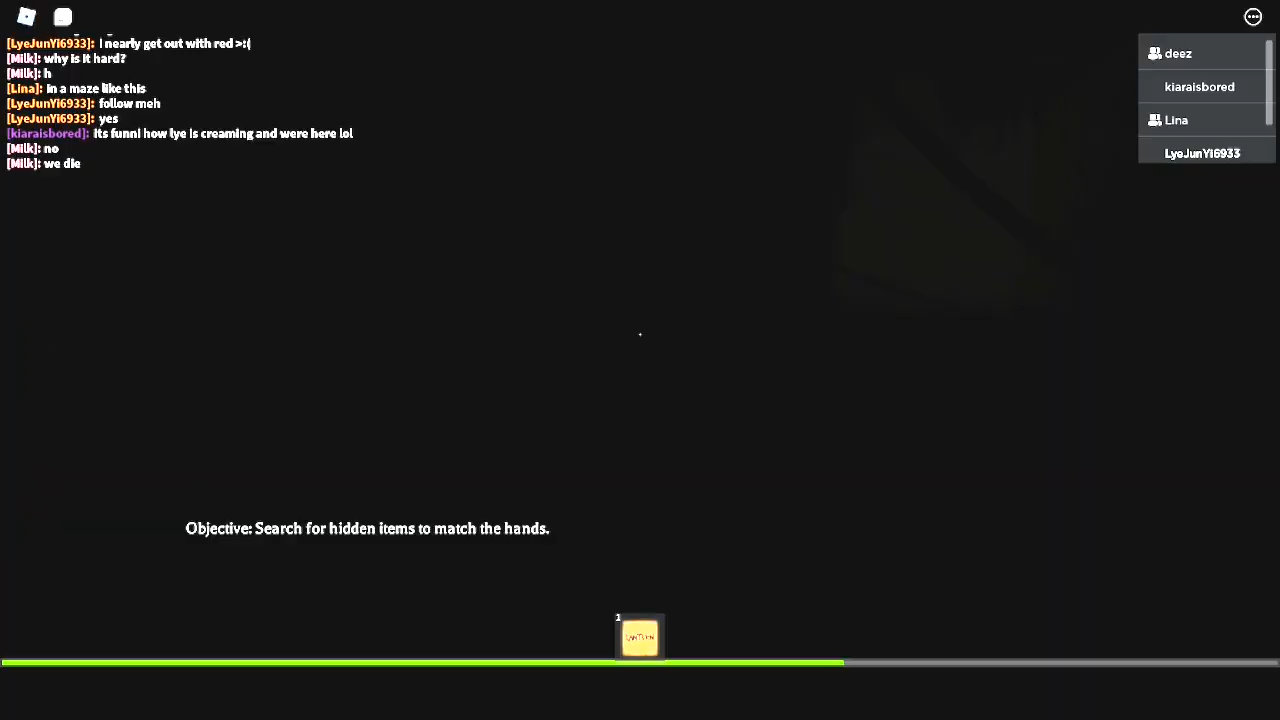 [LyeJunYi6933]: I nearly get out with red >:(
[Milk]: why is it hard?
[Milk]: h
[Lina]: in a maze like this
[LyeJunYi6933]: follow meh
[LyeJunYi6933]: yes
[kiaraisbored]: Its funni how lye is creaming and were here lol
[Milk]: no
[Milk]: we die
deez
kiaraisbored
Lina
LyeJunYi6933
Objective: Search for hidden items to match the hands.
1
LANTERN